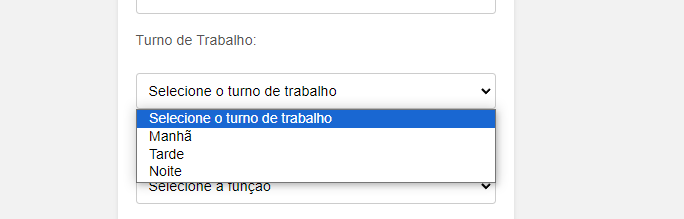 Turno de Trabalho:
Selecione o turno de trabalho
Selecione o turno de trabalho
Manhã
Tarde
Noite
Selecione a função